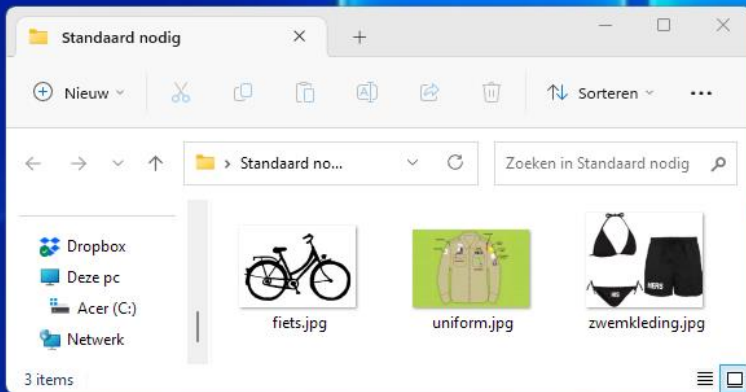 Standaard nodig
Nieuw
Sorteren
Standaard no...
Zoeken in Standaard nodig
Dropbox
Deze pc
Acer (C:)
Netwerk
HERS
fiets.jpg
uniform.jpg
zwemkleding.jpg
3 items